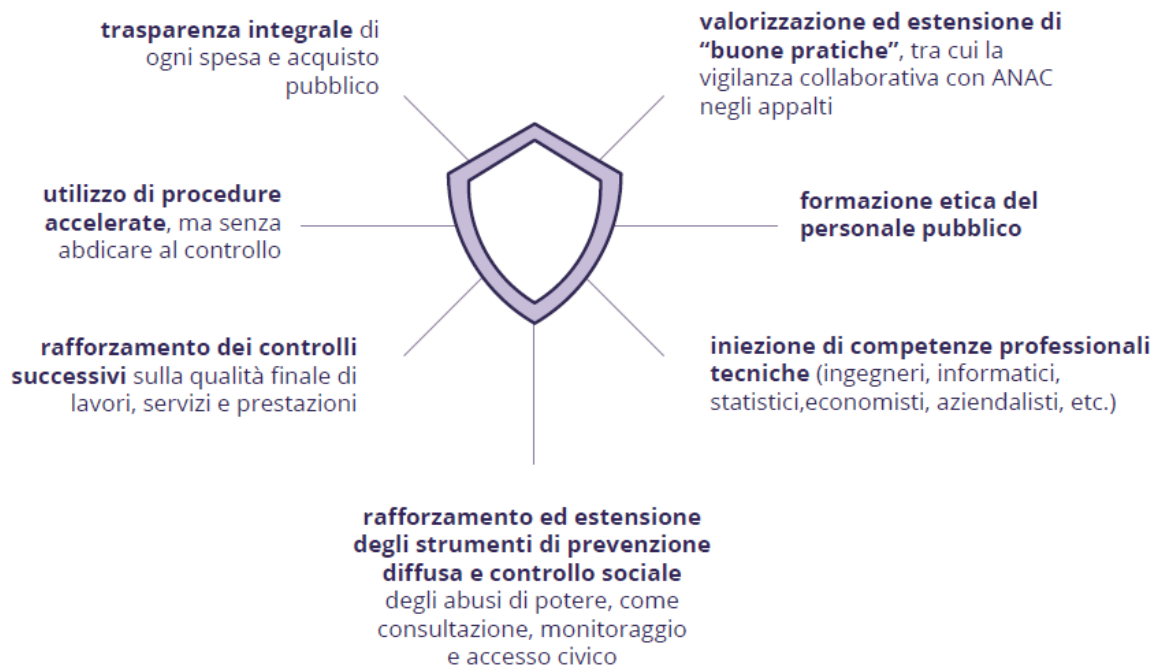 trasparenza integrale di
ogni spesa e acquisto
pubblico
valorizzazione ed estensione di
“buone pratiche”, tra cui la
vigilanza collaborativa con ANAC
negli appalti
utilizzo di procedure
accelerate, ma senza
abdicare al controllo
formazione etica del
personale pubblico
rafforzamento dei controlli
successivi sulla qualità finale di
lavori, servizi e prestazioni
iniezione di competenze professionali
tecniche (ingegneri, informatici,
statistici,economisti, aziendalisti, etc.)
rafforzamento ed estensione
degli strumenti di prevenzione
diffusa e controllo sociale
degli abusi di potere, come
consultazione, monitoraggio
e accesso civico